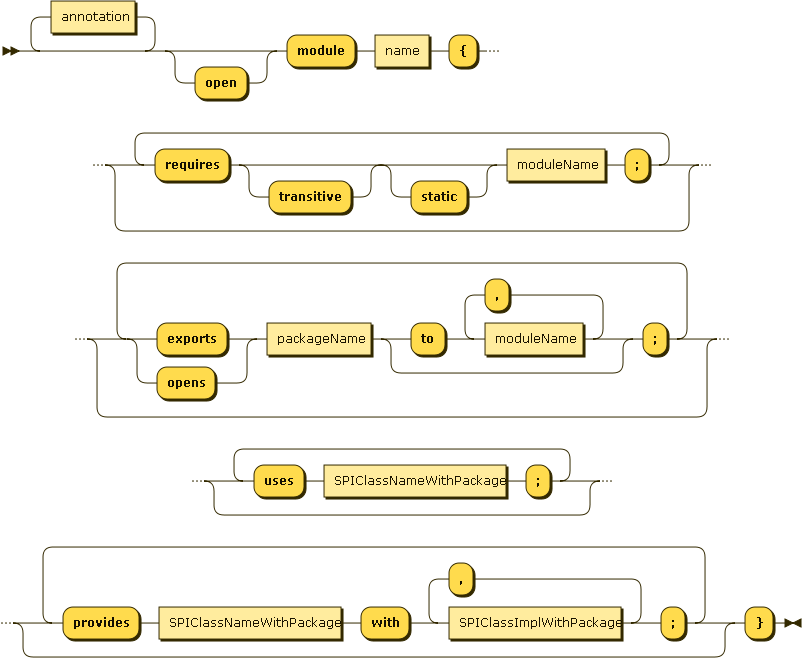 annotation
open module name {
requires transitive static moduleName ;
,
exports packageName to moduleName ;
opens
uses SPIClassNameWithPackage ;
,
provides SPIClassNameWithPackage with SPIClassImplWithPackage ; }